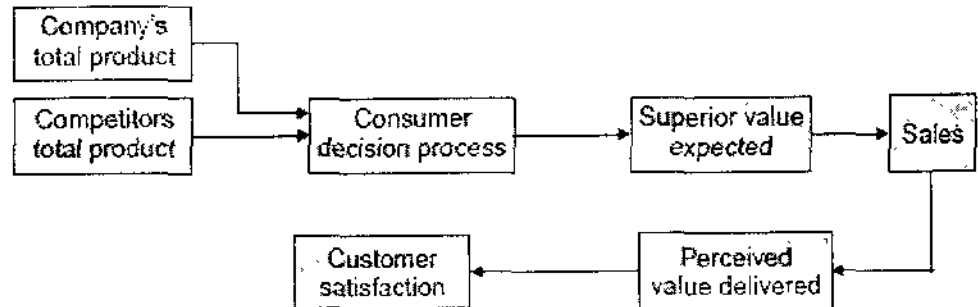 Company's
total product
Competitors
total product
Consumer
decision process
Superior value
expected
Sales
Customer
satisfaction
Perceived
value delivered